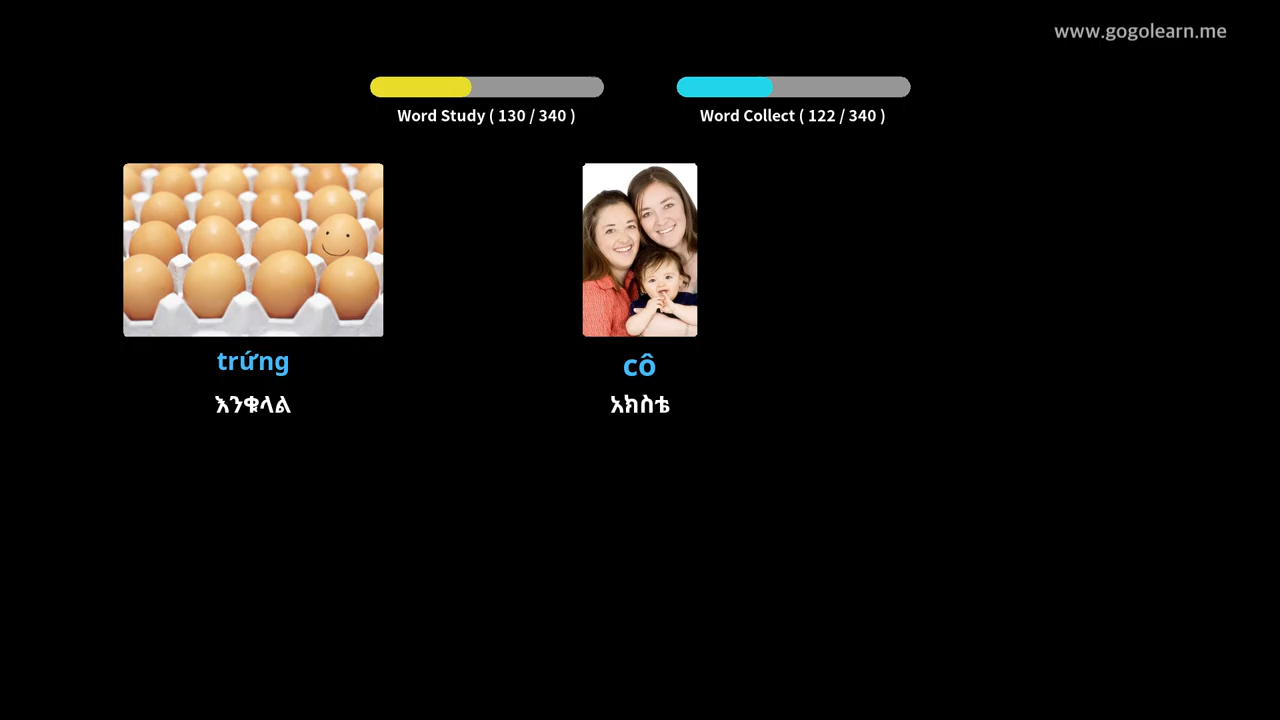 www.gogolearn.me
Word Study ( 130 / 340 )
Word Collect ( 122 / 340 )
trứng
እንቁላል
cô
አክስቴ